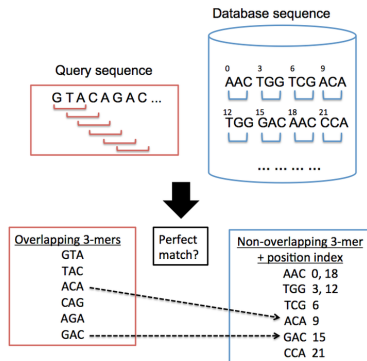 Database sequence
Query sequence
G T A C A G A C ...
0 3 6 9
AAC TGG TCG ACA
12 15 18 21
TGG GAC AAC CCA
... ... ... ...
Overlapping 3-mers
GTA
TAC
ACA
CAG
AGA
GAC
Perfect
match?
Non-overlapping 3-mer
+ position index
AAC 0, 18
TGG 3, 12
TCG 6
ACA 9
GAC 15
CCA 21